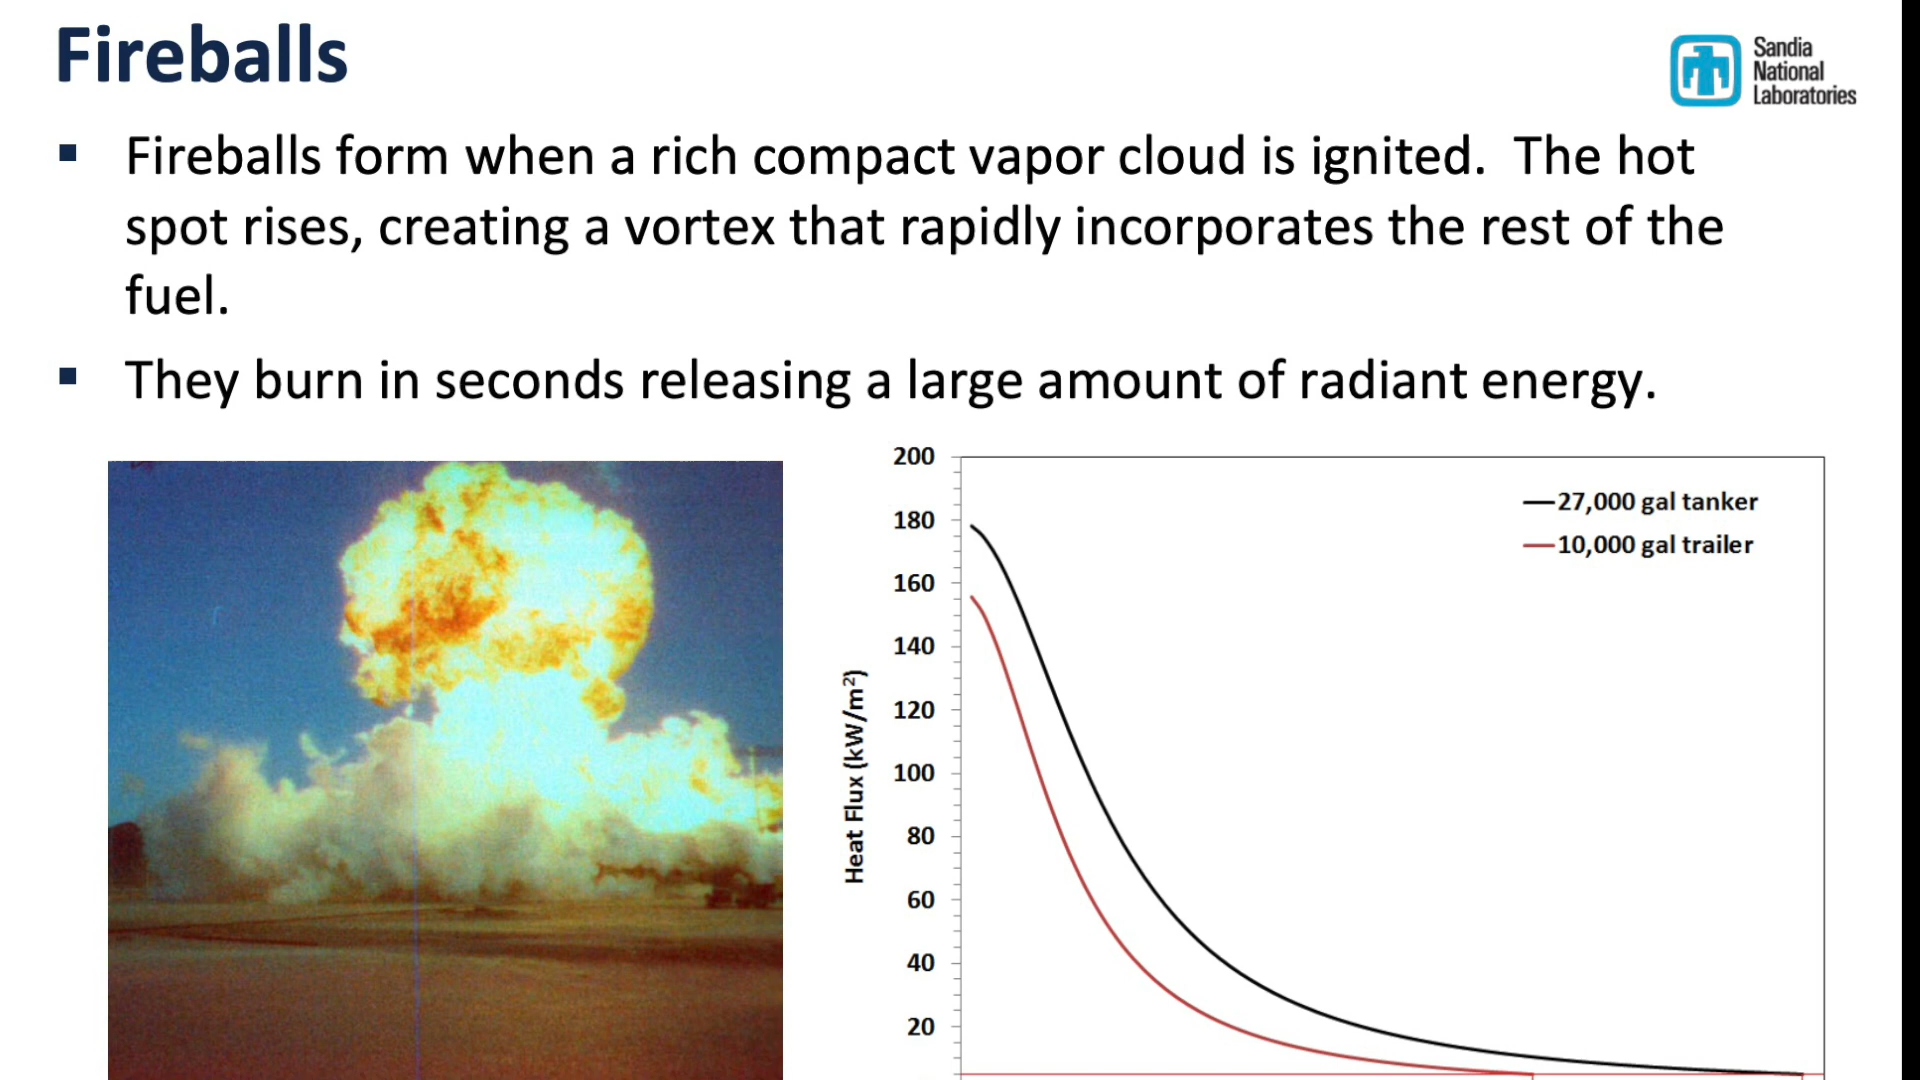 Fireballs
Sandia
National
Laboratories
▪ Fireballs form when a rich compact vapor cloud is ignited.  The hot
spot rises, creating a vortex that rapidly incorporates the rest of the
fuel.
▪ They burn in seconds releasing a large amount of radiant energy.
200
180
160
140
120
100
80
60
40
20
Heat Flux (kW/m²)
27,000 gal tanker
10,000 gal trailer